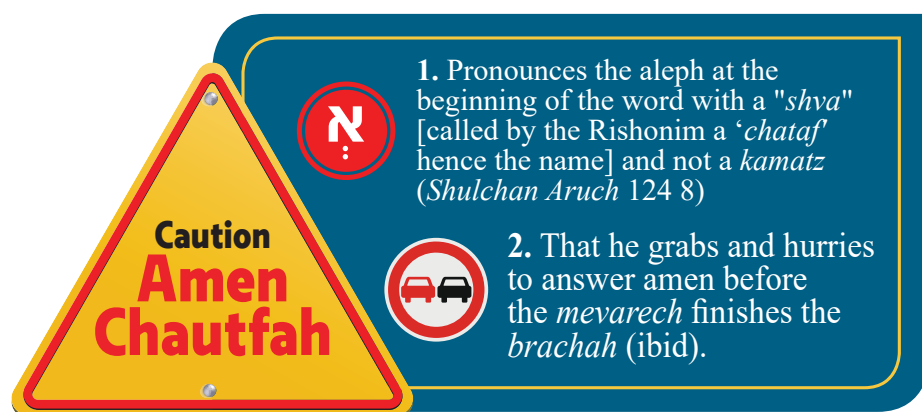 Caution
Amen
Chautfah
אְ
1. Pronounces the aleph at the
beginning of the word with a "shva"
[called by the Rishonim a ‘chataf'
hence the name] and not a kamatz
(Shulchan Aruch 124 8)
2. That he grabs and hurries
to answer amen before
the mevarech finishes the
brachah (ibid).